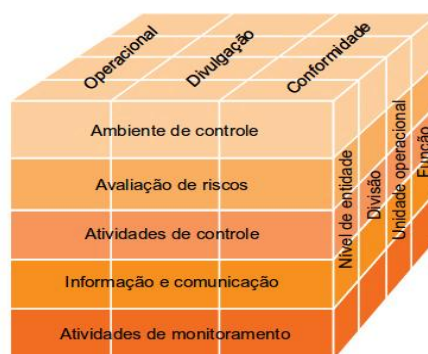 Operacional
Divulgação
Conformidade
Ambiente de controle
Avaliação de riscos
Atividades de controle
Informação e comunicação
Atividades de monitoramento
Nível de entidade
Divisão
Unidade operacional
Função